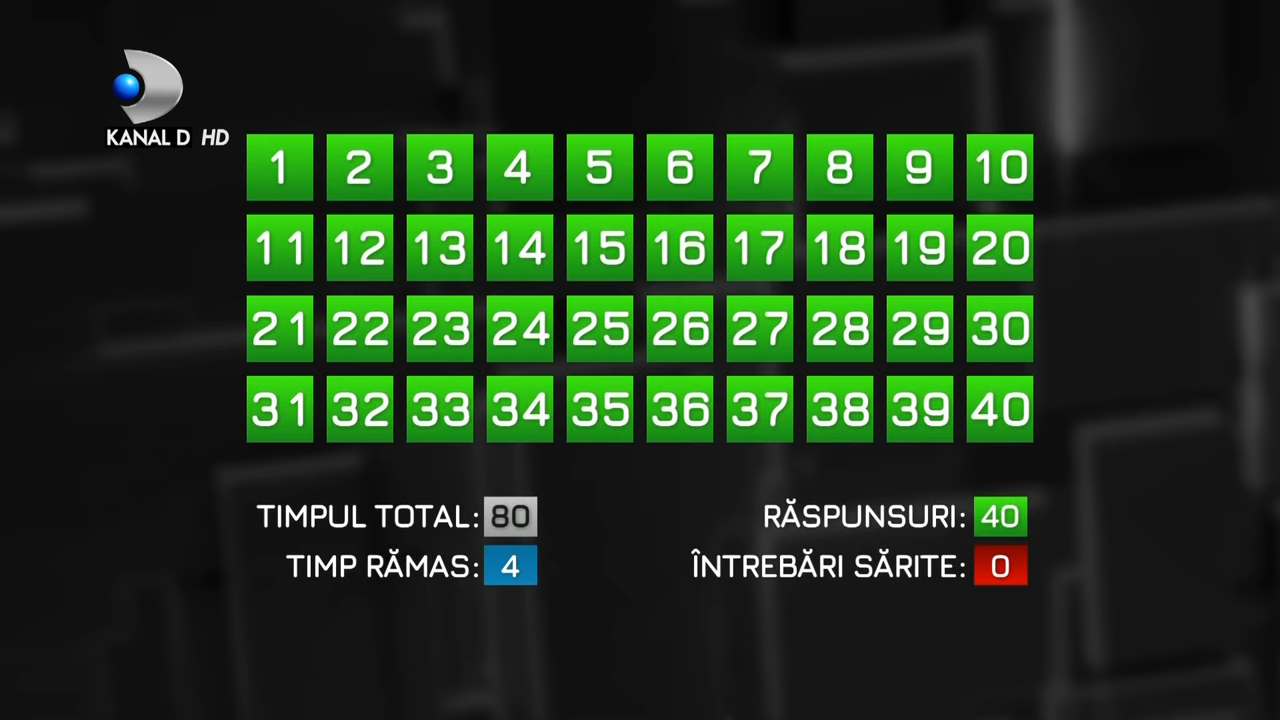 KANAL D HD
1 2 3 4 5 6 7 8 9 10
11 12 13 14 15 16 17 18 19 20
21 22 23 24 25 26 27 28 29 30
31 32 33 34 35 36 37 38 39 40
TIMPUL TOTAL: 80 RĂSPUNSURI: 40
TIMP RĂMAS: 4 ÎNTREBĂRI SĂRITE: 0